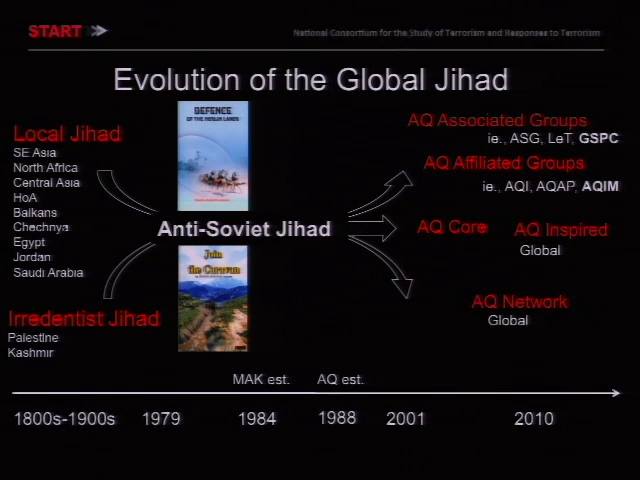 START
National Consortium for the Study of Terrorism and Responses to Terrorism
Evolution of the Global Jihad
Local Jihad
SE Asia
North Africa
Central Asia
HoA
Balkans
Chechnya
Egypt
Jordan
Saudi Arabia
Irredentist Jihad
Palestine
Kashmir
DEFENCE
OF THE MUSLIM LANDS
Anti-Soviet Jihad
Join
the Caravan
AQ Associated Groups
ie., ASG, LeT, GSPC
AQ Affiliated Groups
ie., AQI, AQAP, AQIM
AQ Core
AQ Inspired
Global
AQ Network
Global
MAK est.
AQ est.
1800s-1900s
1979
1984
1988
2001
2010